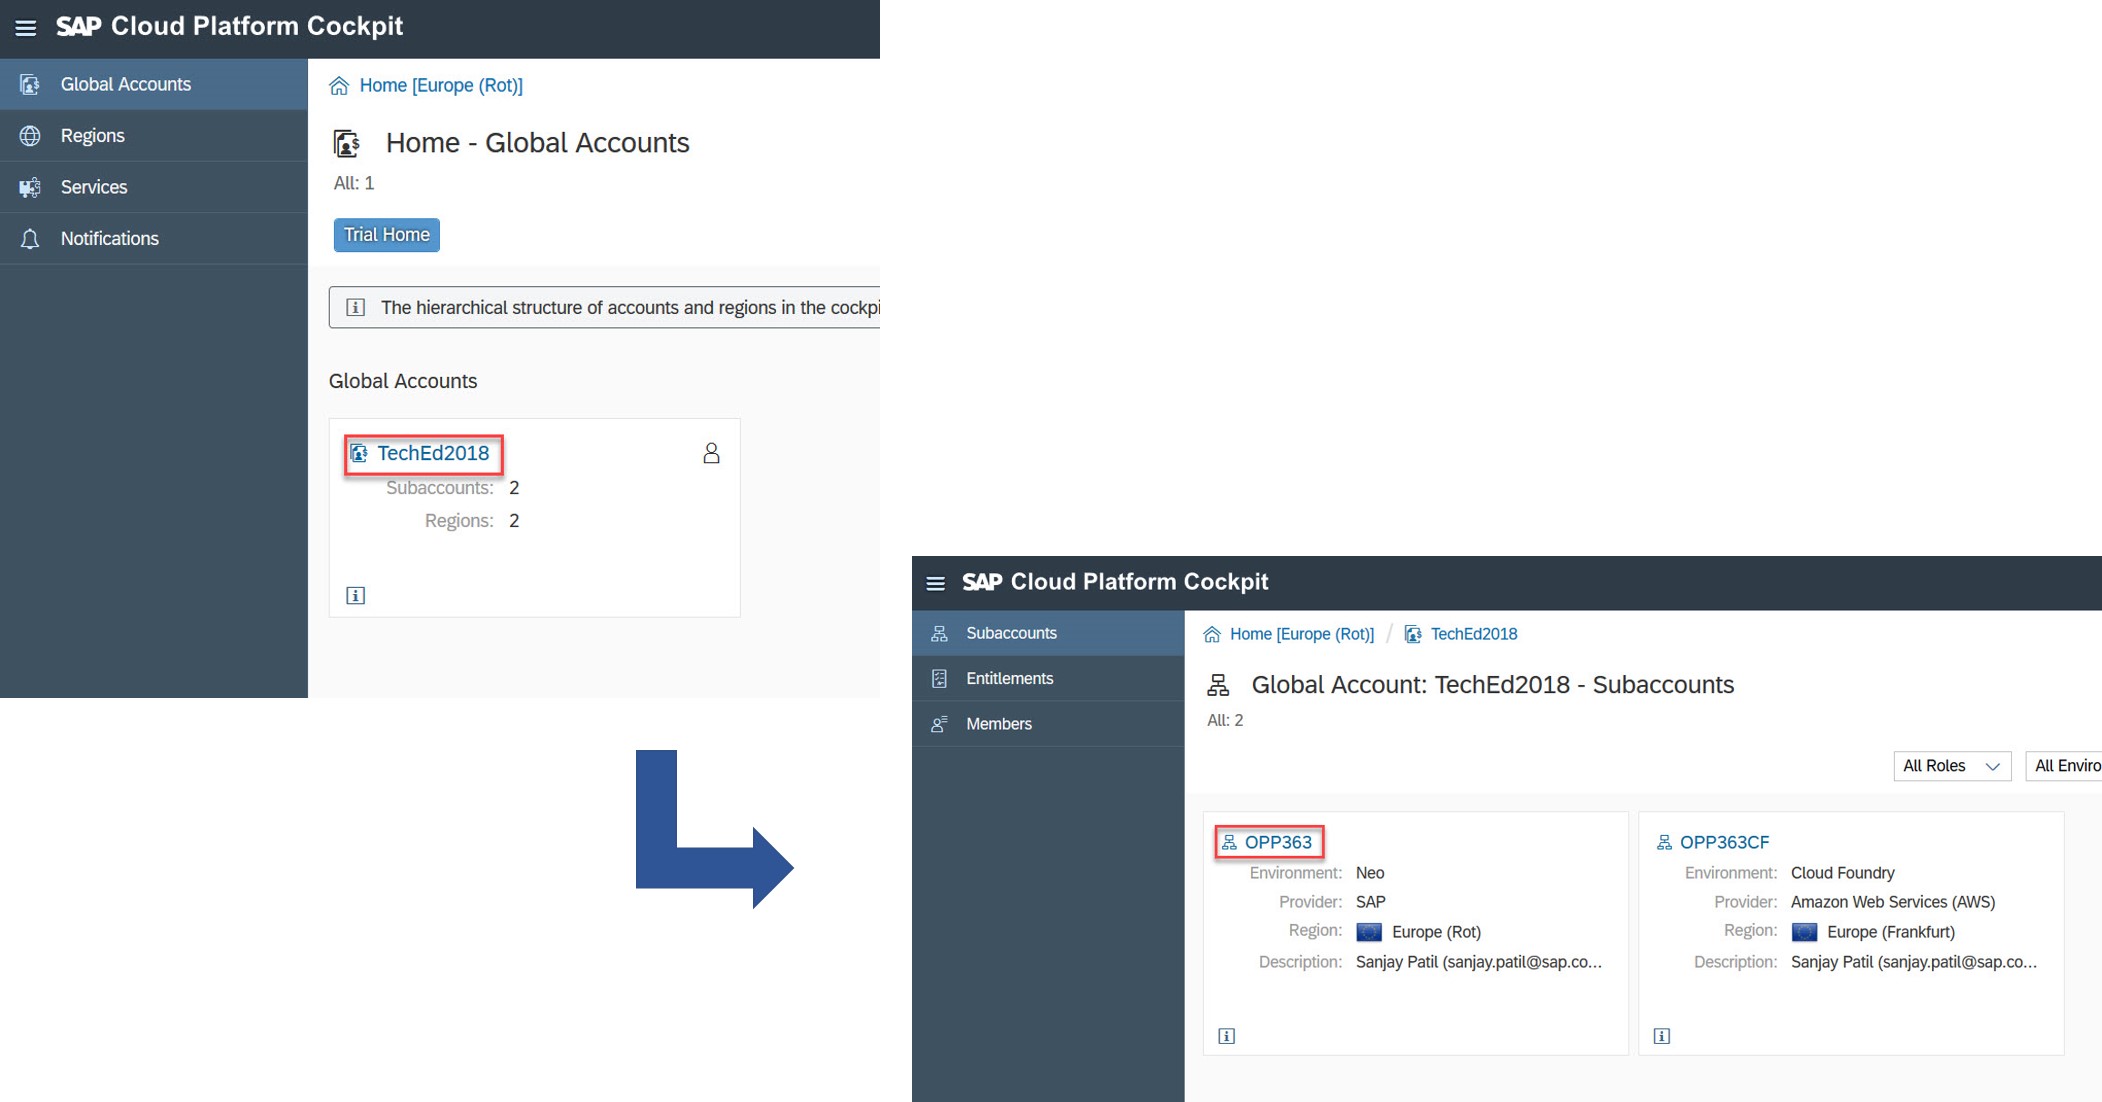 SAP Cloud Platform Cockpit
Global Accounts
Regions
Services
Notifications
Home [Europe (Rot)]
Home - Global Accounts
All: 1
Trial Home
The hierarchical structure of accounts and regions in the cockpi
Global Accounts
TechEd2018
Subaccounts: 2
Regions: 2
SAP Cloud Platform Cockpit
Subaccounts
Entitlements
Members
Home [Europe (Rot)] / TechEd2018
Global Account: TechEd2018 - Subaccounts
All: 2
All Roles
All Enviro
OPP363
Environment: Neo
Provider: SAP
Region: Europe (Rot)
Description: Sanjay Patil (sanjay.patil@sap.co...
OPP363CF
Environment: Cloud Foundry
Provider: Amazon Web Services (AWS)
Region: Europe (Frankfurt)
Description: Sanjay Patil (sanjay.patil@sap.co...